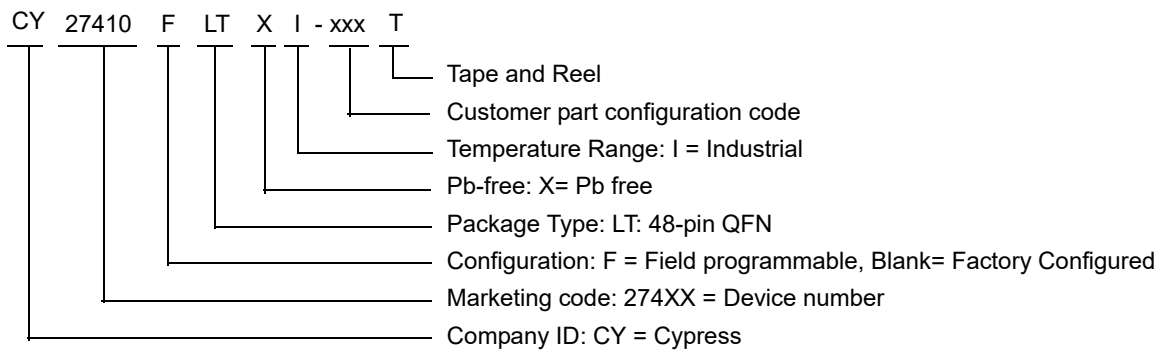 CY 27410 F LT X I - xxx T
Tape and Reel
Customer part configuration code
Temperature Range: I = Industrial
Pb-free: X= Pb free
Package Type: LT: 48-pin QFN
Configuration: F = Field programmable, Blank= Factory Configured
Marketing code: 274XX = Device number
Company ID: CY = Cypress